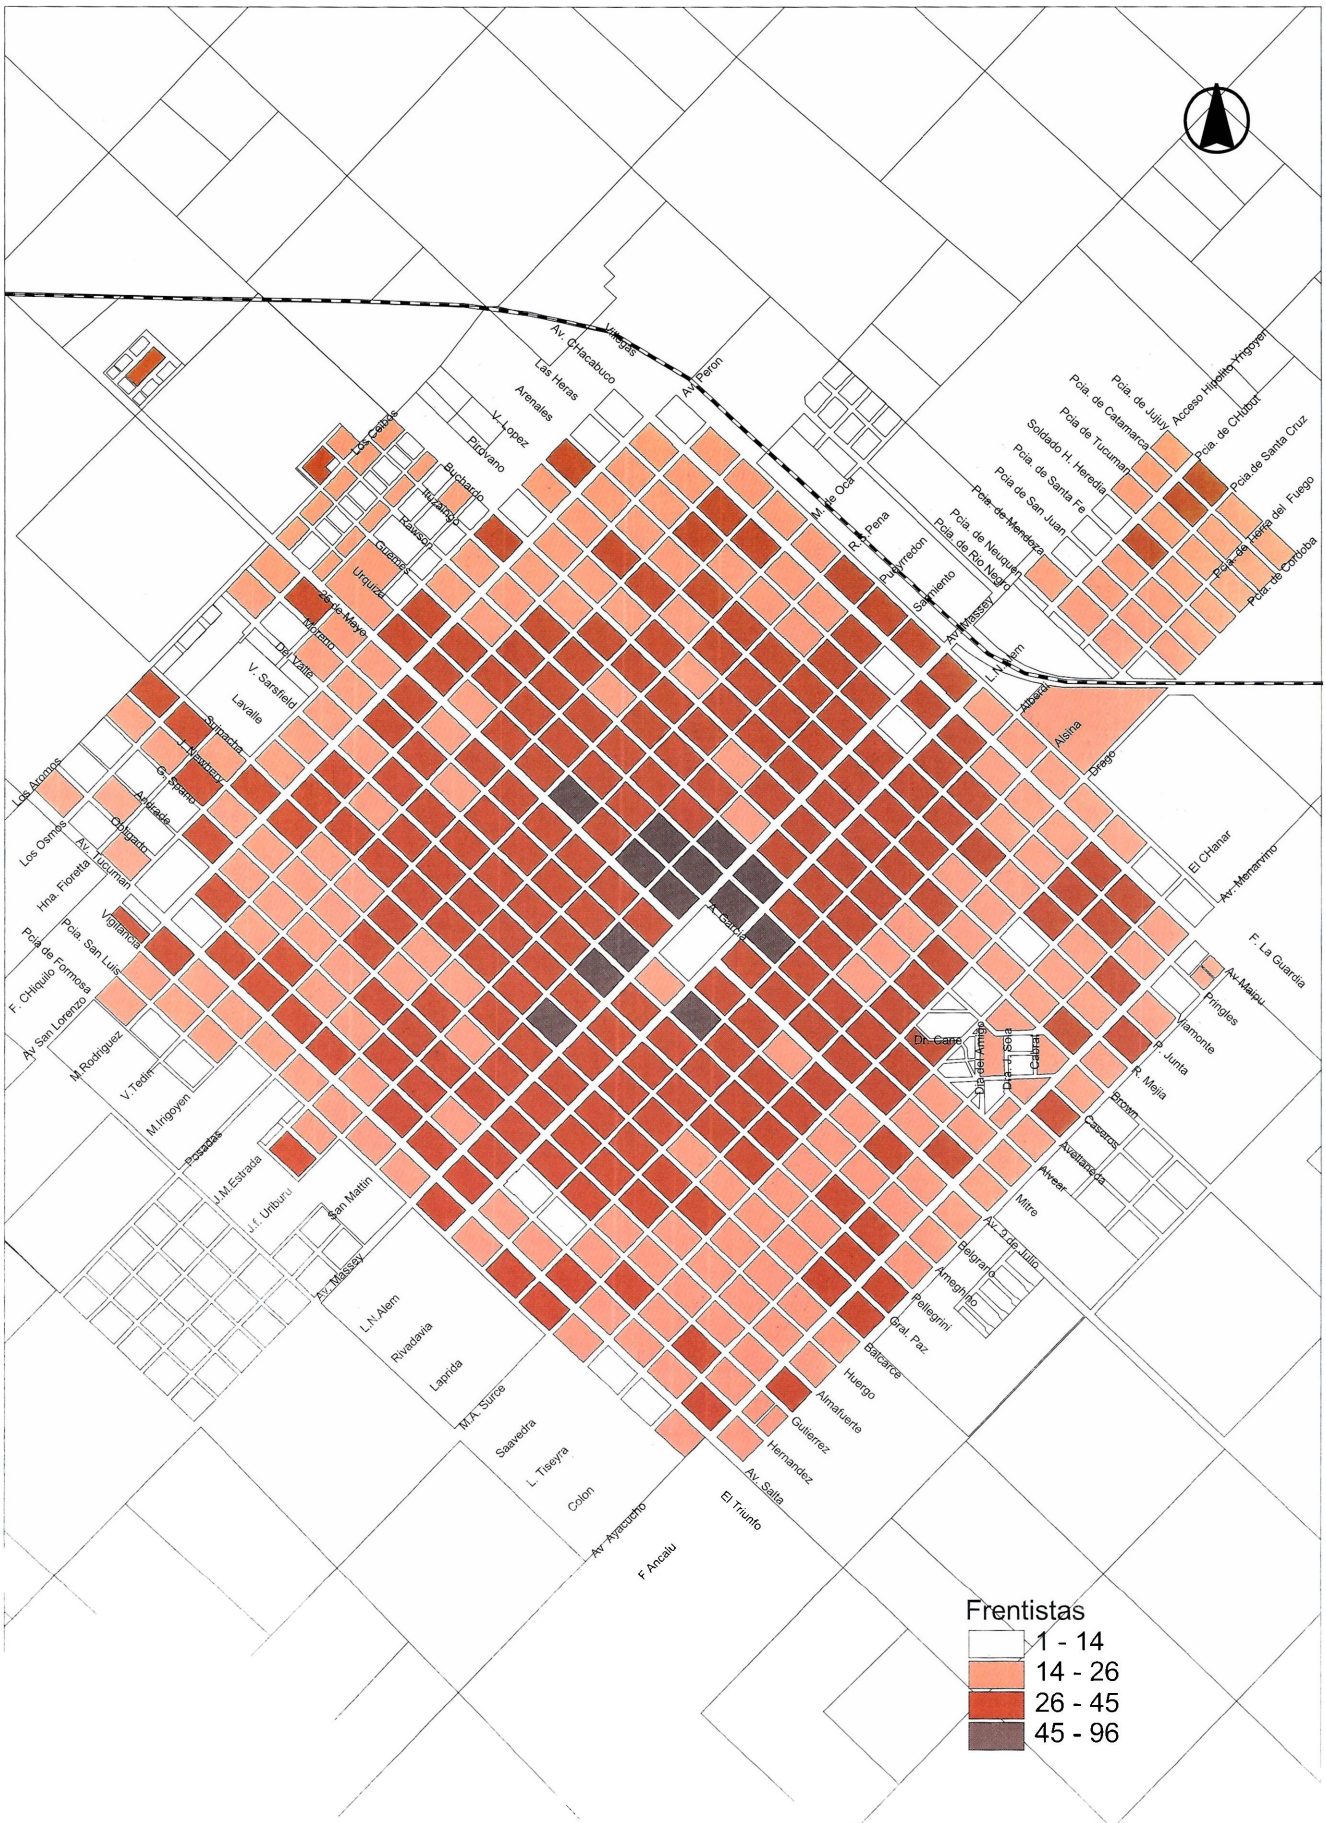 Villegas
Av. CHacabuco
Las Heras
Arenales
V. Lopez
Pirovano
Av. Peron
Los Ceibos
Buchardo
Ituzaingo
Rawson
Guemes
Urquiza
25 de Mayo
Moreno
Del Valle
V. Sarsfield
Lavalle
Suipacha
J. Newbery
G. Spano
Andrade
Obligado
Av. Tucuman
Los Aromos
Los Osmos
Hna. Fioretta
Vigilancia
Pcia. San Luis
Pcia de Formosa
F. CHiquilo
Av San Lorenzo
M.Rodriguez
V.Tedin
M.Irigoyen
Posadas
J.M.Estrada
J.f. Uriburu
San Mattin
Av. Massey
L.N.Alem
Rivadavia
Laprida
M.A. Surce
Saavedra
L. Tiseyra
Colon
Av Ayacucho
F Ancalu
El Triunfo
Av. Salta
Hernandez
Gutierrez
Almafuerte
Huergo
Balcarce
Gral. Paz
Pellegrini
Ameghino
Belgrano
Av. 9 de Julio
Mitre
Alvear
Avellaneda
Caseros
Brown
R. Mejia
P. Junta
Viamonte
Pringles
Av Maipu
F. La Guardia
Av. Menarvino
El CHanar
Drago
Alsina
Alberdi
L.N.Alem
Av. Massey
Sarmiento
Pueyrredon
R.S.Pena
M. de Oca
Pcia. de Rio Negro
Pcia. de Neuquen
Pcia. de Mendoza
Pcia de San Juan
Pcia. de Santa Fe
Soldado H. Heredia
Pcia de Tucuman
Pcia. de Catamarca
Pcia. de Jujuy
Acceso Hipolito Yrigoyen
Pcia. de CHubut
Pcia.de Santa Cruz
Pcia. de Tierra del Fuego
Pcia. de Cordoba
A. Garcia
Dr. Cane
Dia del Amigo
Dra. J. Sola
Cabral
Frentistas
1 - 14
14 - 26
26 - 45
45 - 96